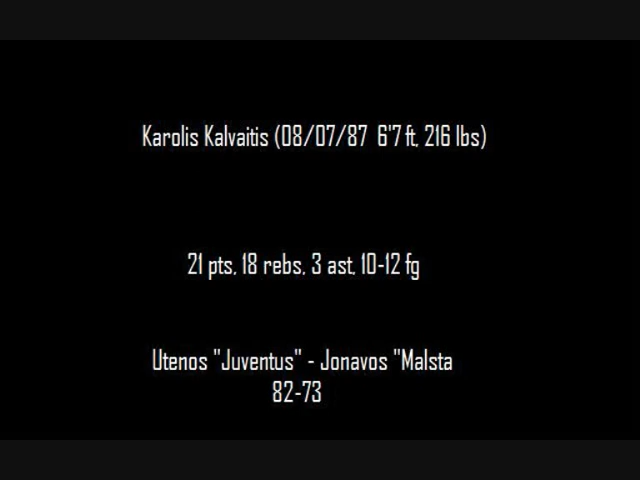 Karolis Kalvaitis (08/07/87 6'7 ft, 216 lbs)
21 pts, 18 rebs, 3 ast, 10-12 fg
Utenos "Juventus" - Jonavos "Malsta
82-73